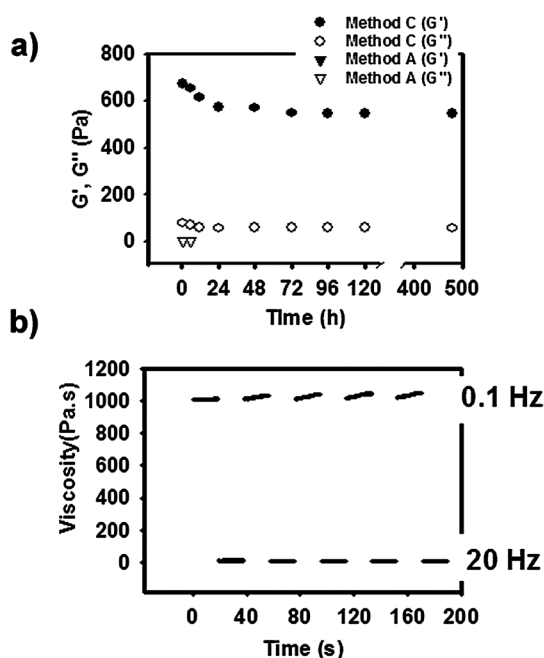 a)
Method C (G')
Method C (G'')
Method A (G')
Method A (G'')
G', G'' (Pa)
800
600
400
200
0
0 24 48 72 96 120 400 500
Time (h)
b)
Viscosity(Pa.s)
1200
1000
800
600
400
200
0
0.1 Hz
20 Hz
0 40 80 120 160 200
Time (s)